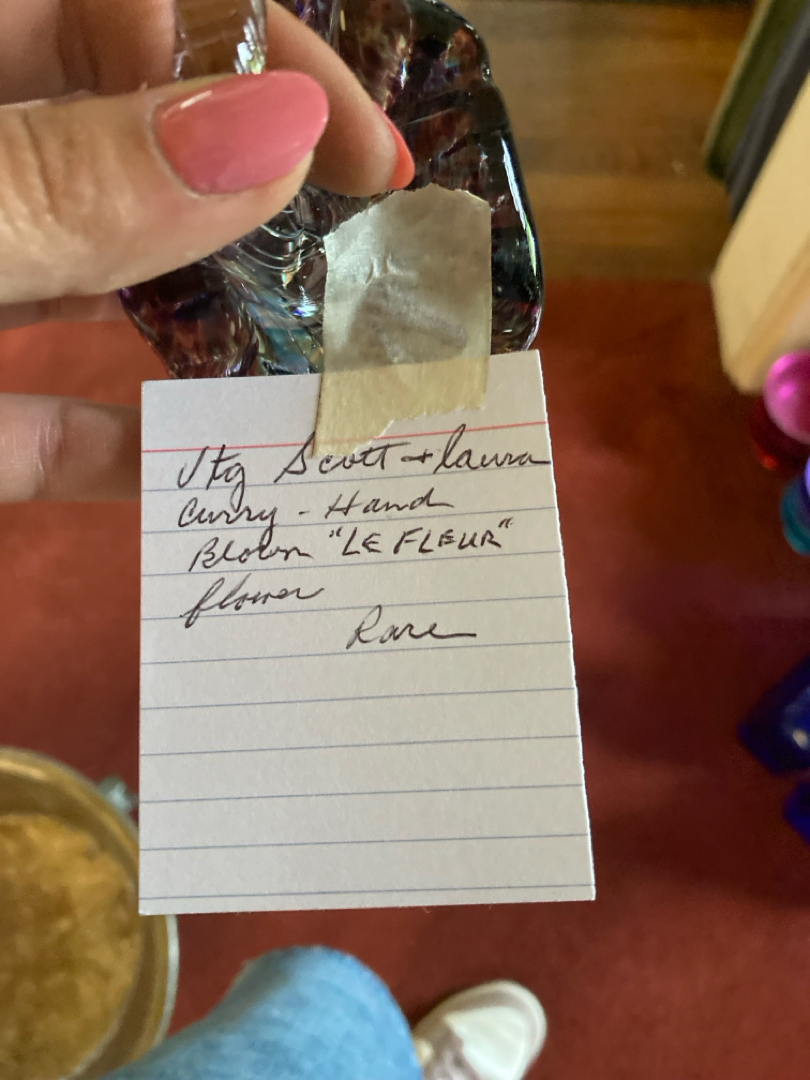 Vtg Scott + laura
Curry - Hand
Blown "LE FLEUR"
flower
Rare